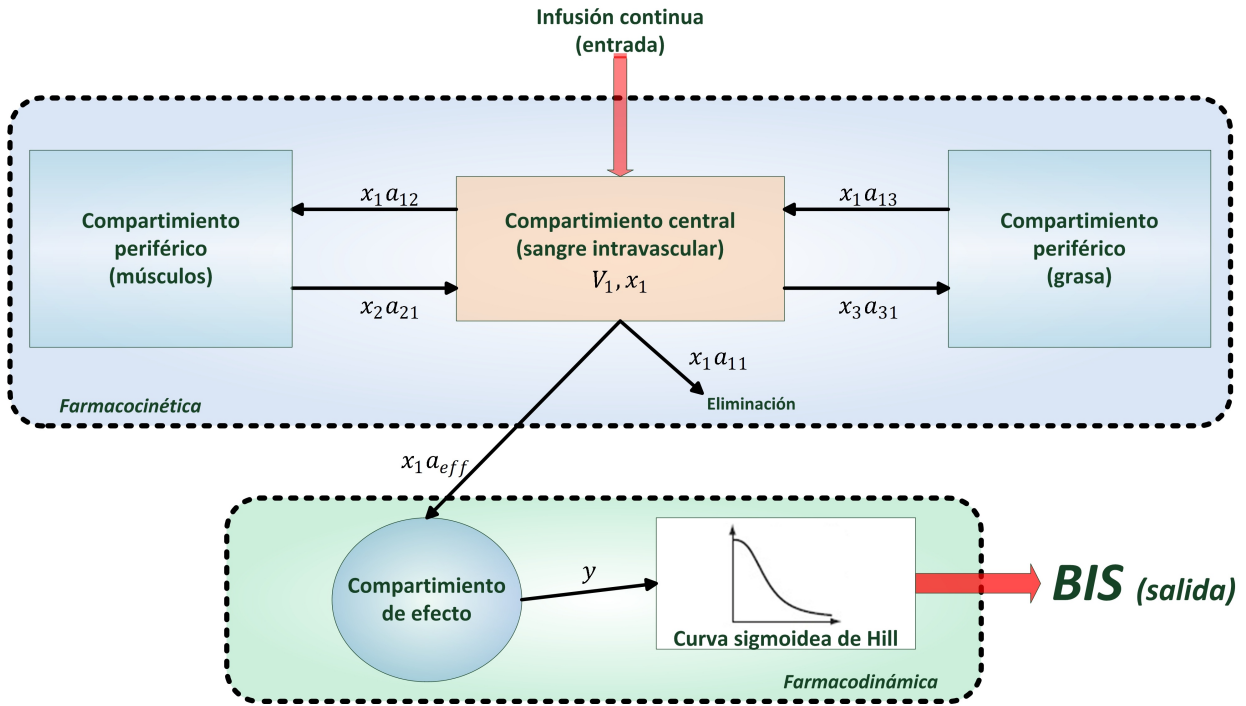 Infusión continua
(entrada)
Compartimiento
periférico
(músculos)
x₁a₁₂
x₂a₂₁
Compartimiento central
(sangre intravascular)
V₁, x₁
x₁a₁₃
x₃a₃₁
Compartimiento
periférico
(grasa)
x₁a₁₁
Eliminación
Farmacocinética
x₁a_eff
Compartimiento
de efecto
y
Curva sigmoidea de Hill
BIS (salida)
Farmacodinámica